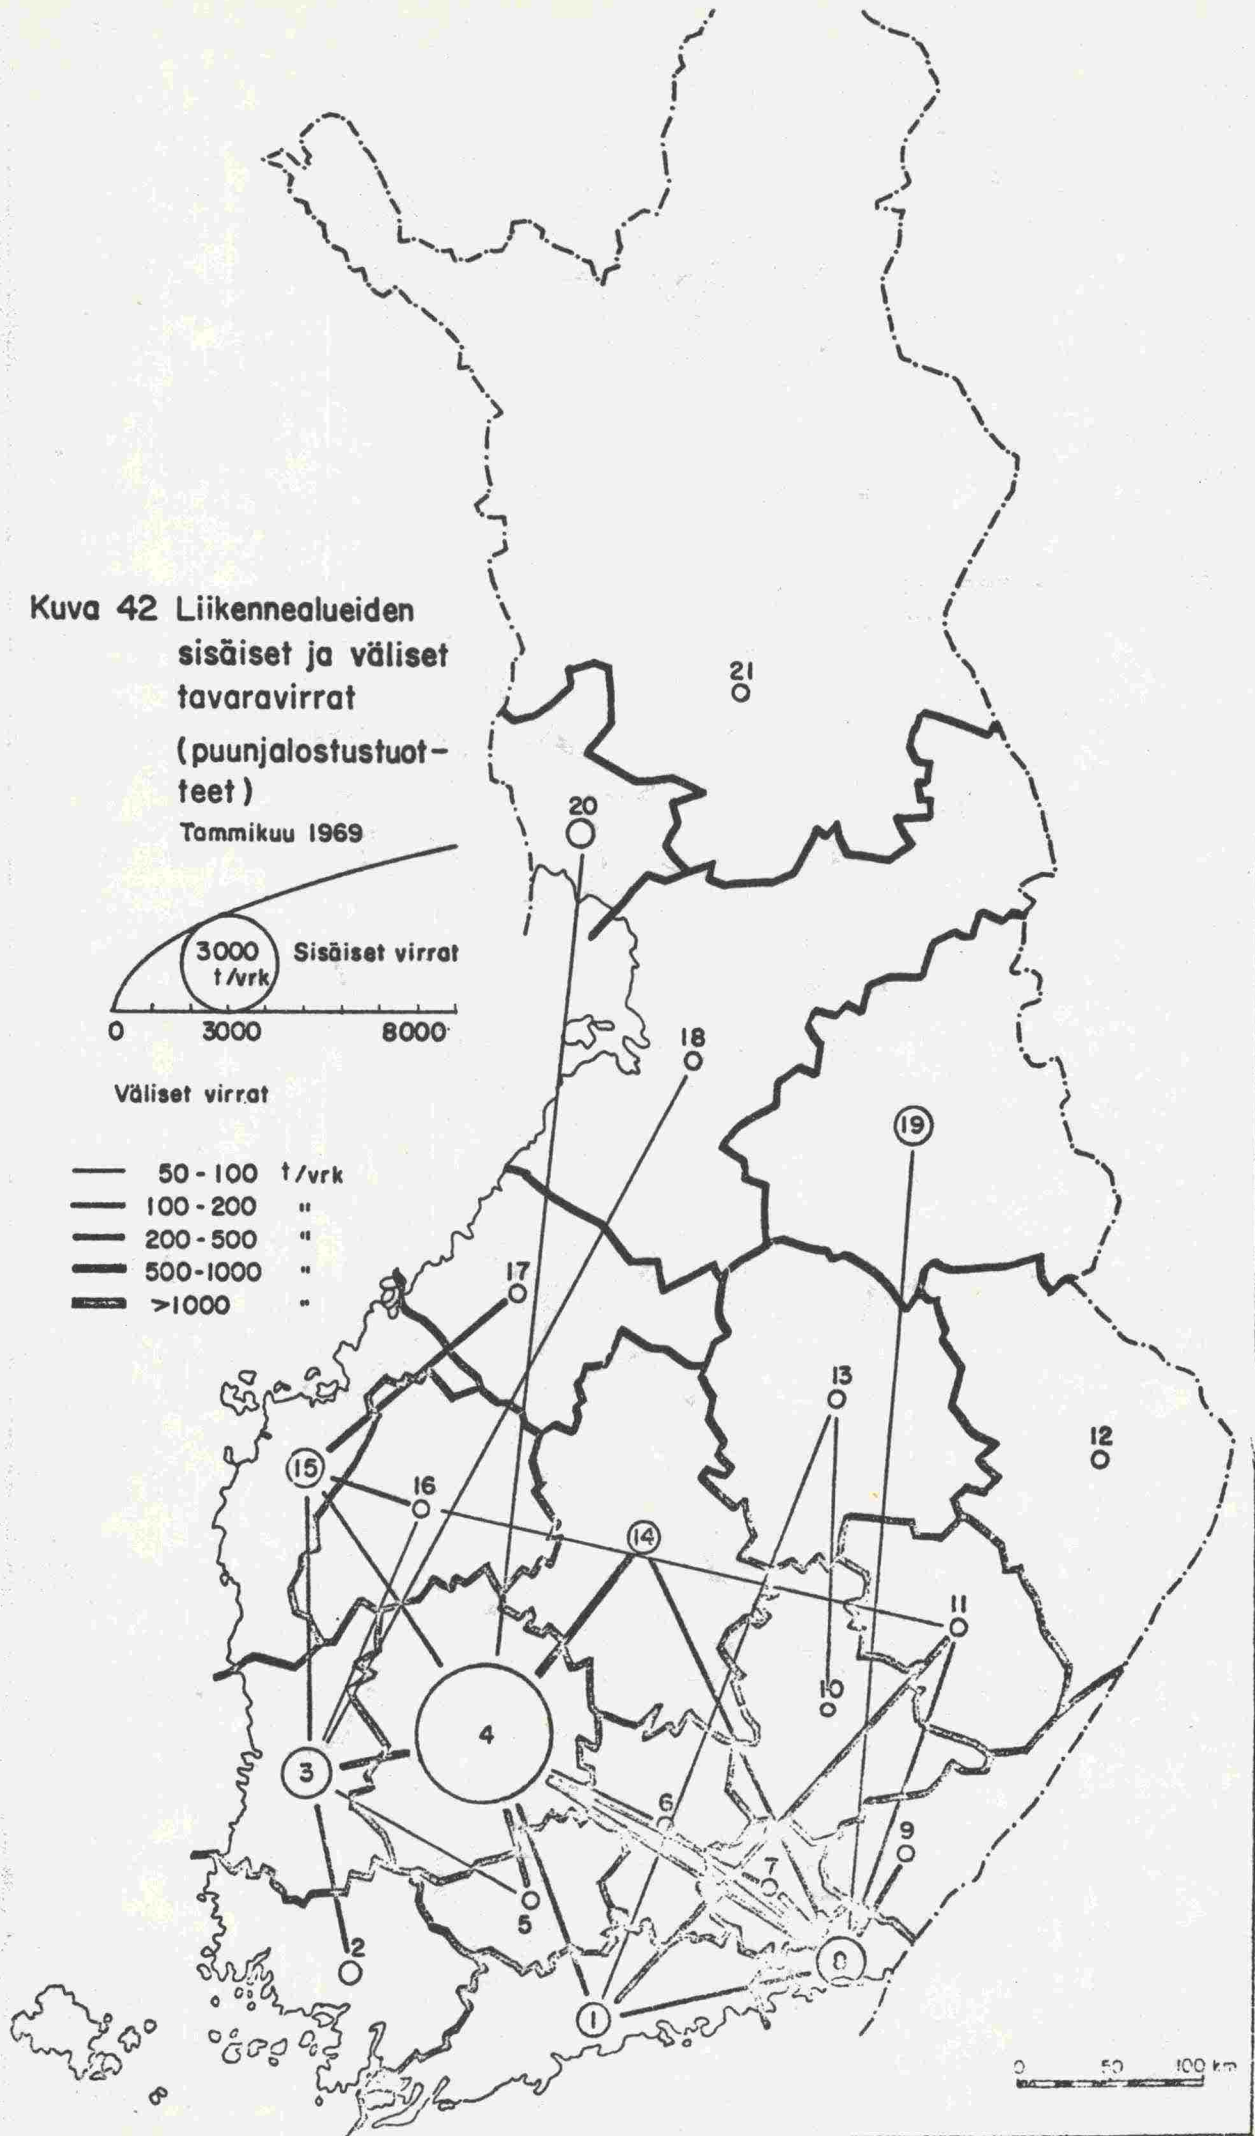 Kuva 42 Liikennealueiden
sisäiset ja väliset
tavaravirrat
(puunjalostustuot-
teet)
Tammikuu 1969
3000
t/vrk
Sisäiset virrat
0 3000 8000
Väliset virrat
50-100 t/vrk
100-200 "
200-500 "
500-1000 "
>1000 "
21
20
18
19
17
13
12
15
16
14
11
10
4
3
6
9
7
5
2
8
1
0 50 100 km